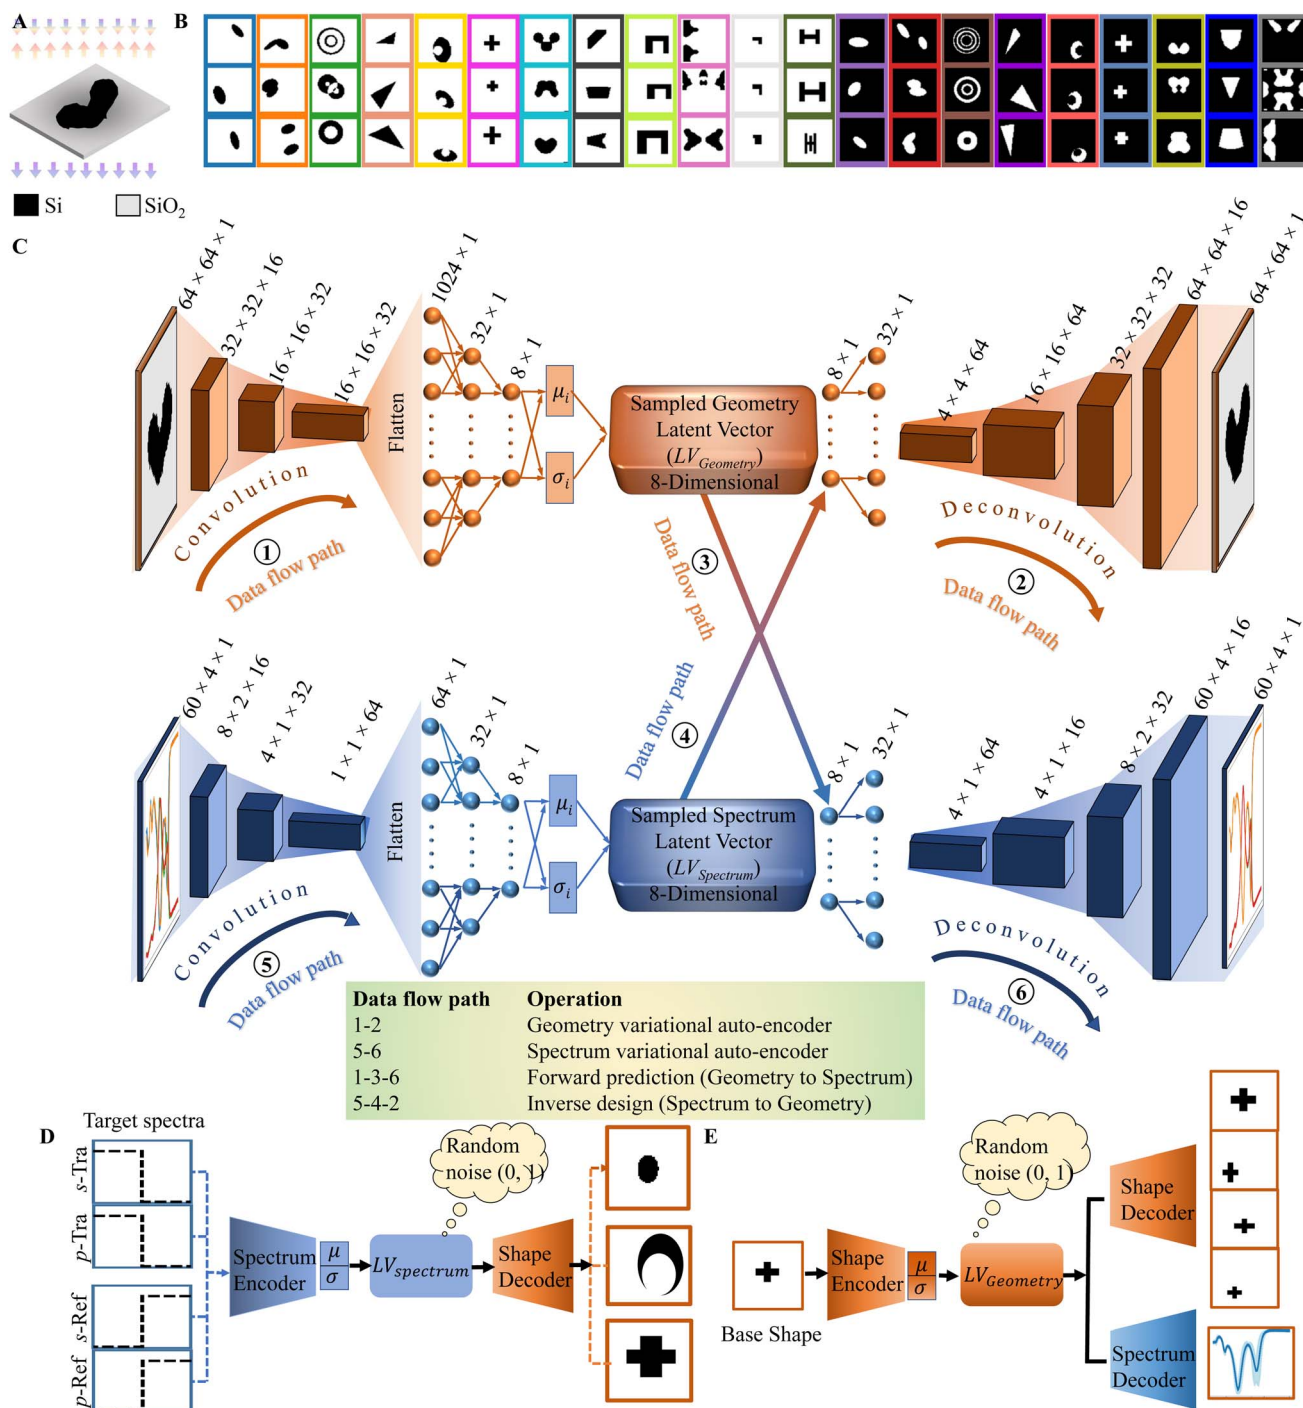 A
B
Si
SiO2
C
64 × 64 × 1
32 × 32 × 16
16 × 16 × 32
16 × 16 × 32
Flatten
1024 × 1
32 × 1
8 × 1
μi
σi
Sampled Geometry
Latent Vector
(LVGeometry)
8-Dimensional
8 × 1
32 × 1
4 × 4 × 64
16 × 16 × 64
32 × 32 × 32
64 × 64 × 16
64 × 64 × 1
Convolution
1
Data flow path
3
Data flow path
Deconvolution
2
Data flow path
4
Data flow path
60 × 4 × 1
8 × 2 × 16
4 × 1 × 32
1 × 1 × 64
Flatten
64 × 1
32 × 1
8 × 1
μi
σi
Sampled Spectrum
Latent Vector
(LVSpectrum)
8-Dimensional
8 × 1
32 × 1
4 × 1 × 64
4 × 1 × 16
8 × 2 × 32
60 × 4 × 16
60 × 4 × 1
Convolution
5
Data flow path
Deconvolution
6
Data flow path
Data flow path Operation
1-2 Geometry variational auto-encoder
5-6 Spectrum variational auto-encoder
1-3-6 Forward prediction (Geometry to Spectrum)
5-4-2 Inverse design (Spectrum to Geometry)
D
Target spectra
s-Tra
p-Tra
s-Ref
p-Ref
Spectrum
Encoder
μ
σ
LVspectrum
Random
noise (0, 1)
Shape
Decoder
E
Base Shape
Shape
Encoder
μ
σ
LVGeometry
Random
noise (0, 1)
Shape
Decoder
Spectrum
Decoder